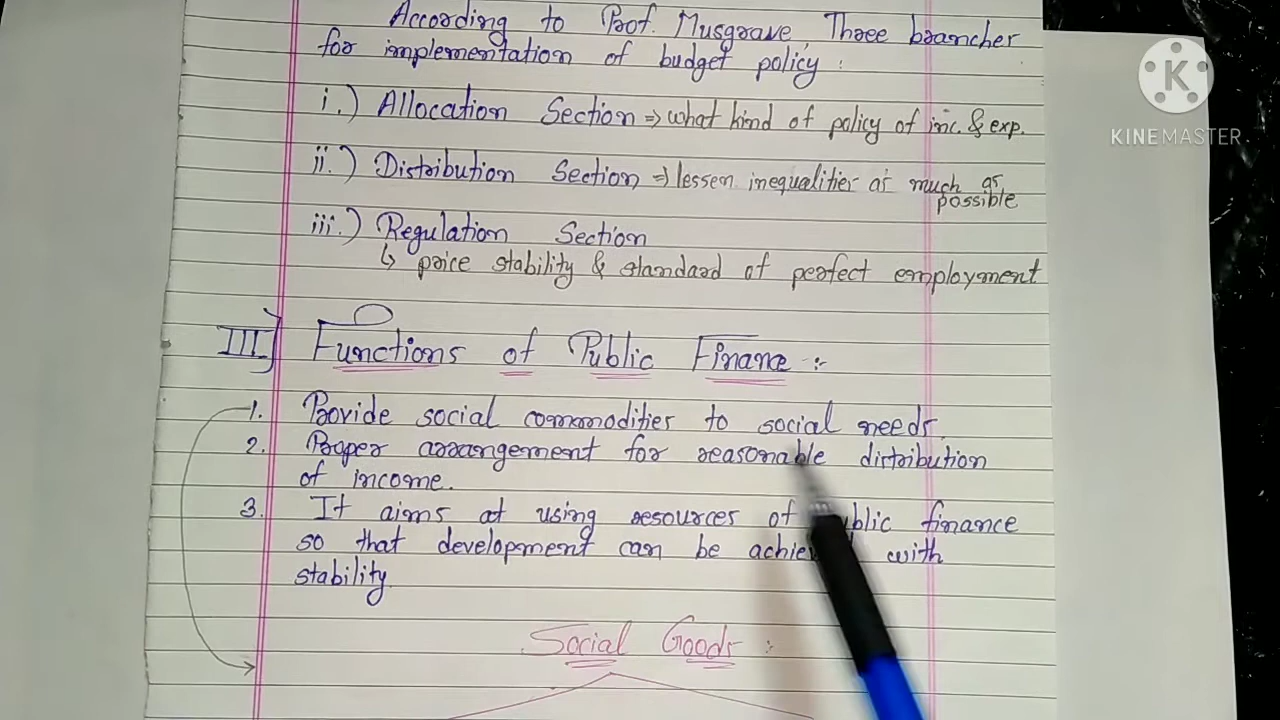 According to Prof. Musgrave, Three branches
for implementation of budget policy :
i.) Allocation Section => what kind of policy of inc. & exp.
ii.) Distribution Section => lessen inequalities as much as
possible
iii.) Regulation Section
↳ price stability & standard of perfect employment
III) Functions of Public Finance :-
1. Provide social commodities to social needs.
2. Proper arrangement for reasonable distribution
of income.
3. It aims at using resources of finance
so that development can be with
stability.
Social Goods :
K
KINEMASTER